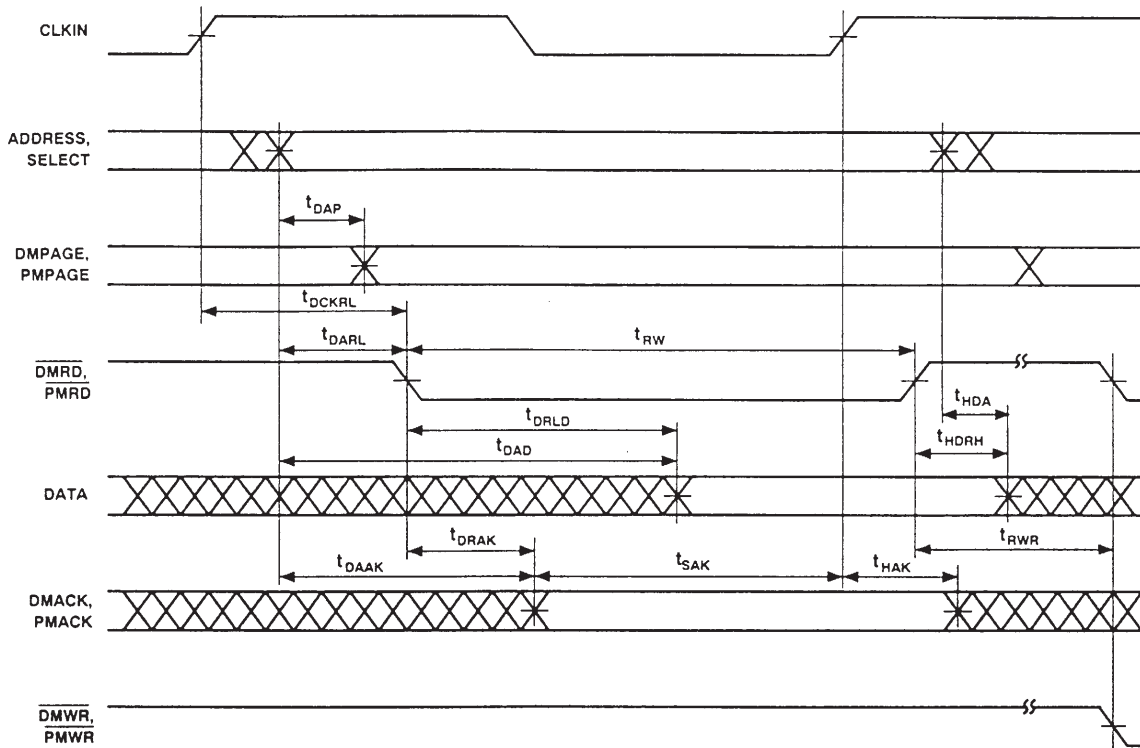 CLKIN
ADDRESS,
SELECT
tDAP
DMPAGE,
PMPAGE
tDCKRL
tDARL
tRW
DMRD,
PMRD
tHDA
tDRLD
tHDRH
tDAD
DATA
tDRAK
tRWR
tDAAK
tSAK
tHAK
DMACK,
PMACK
DMWR,
PMWR